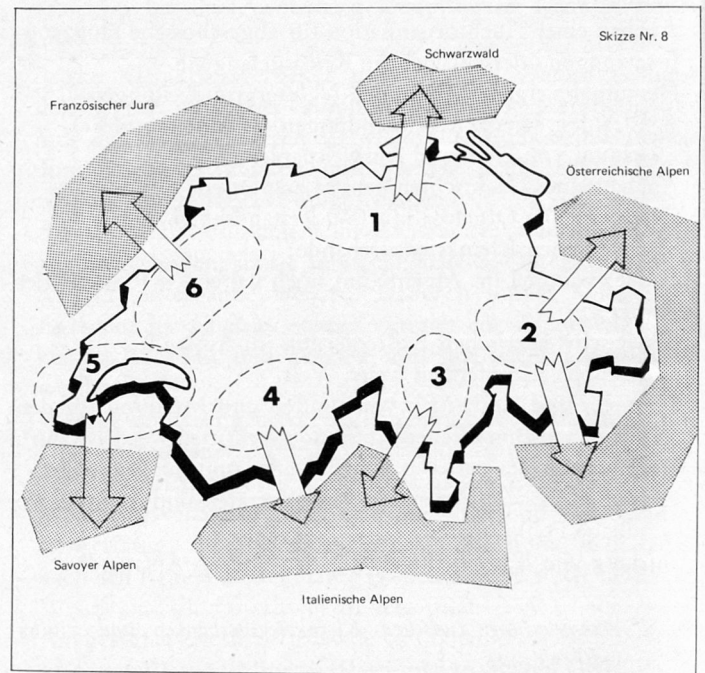 Skizze Nr. 8
Schwarzwald
Französischer Jura
Österreichische Alpen
1
6
2
5
3
4
Savoyer Alpen
Italienische Alpen